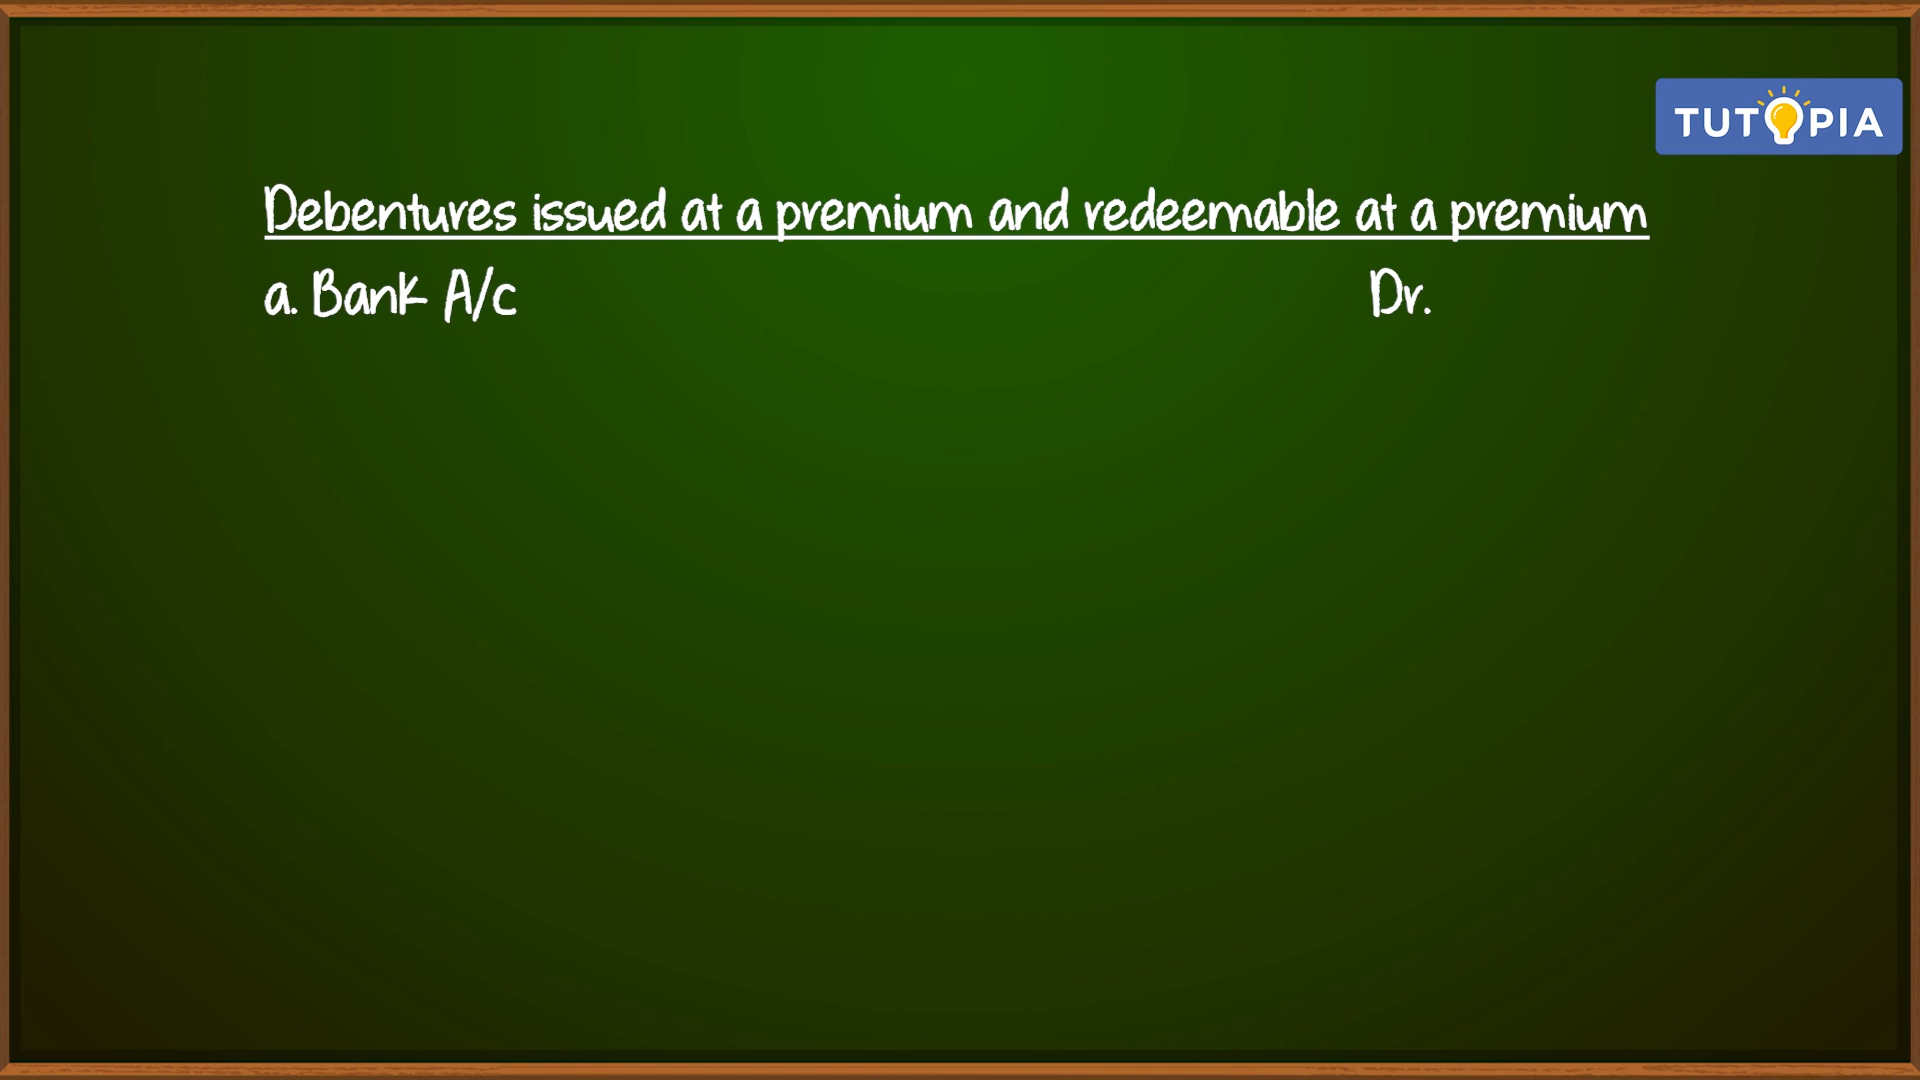 TUTOPIA
Debentures issued at a premium and redeemable at a premium
a. Bank A/c Dr.